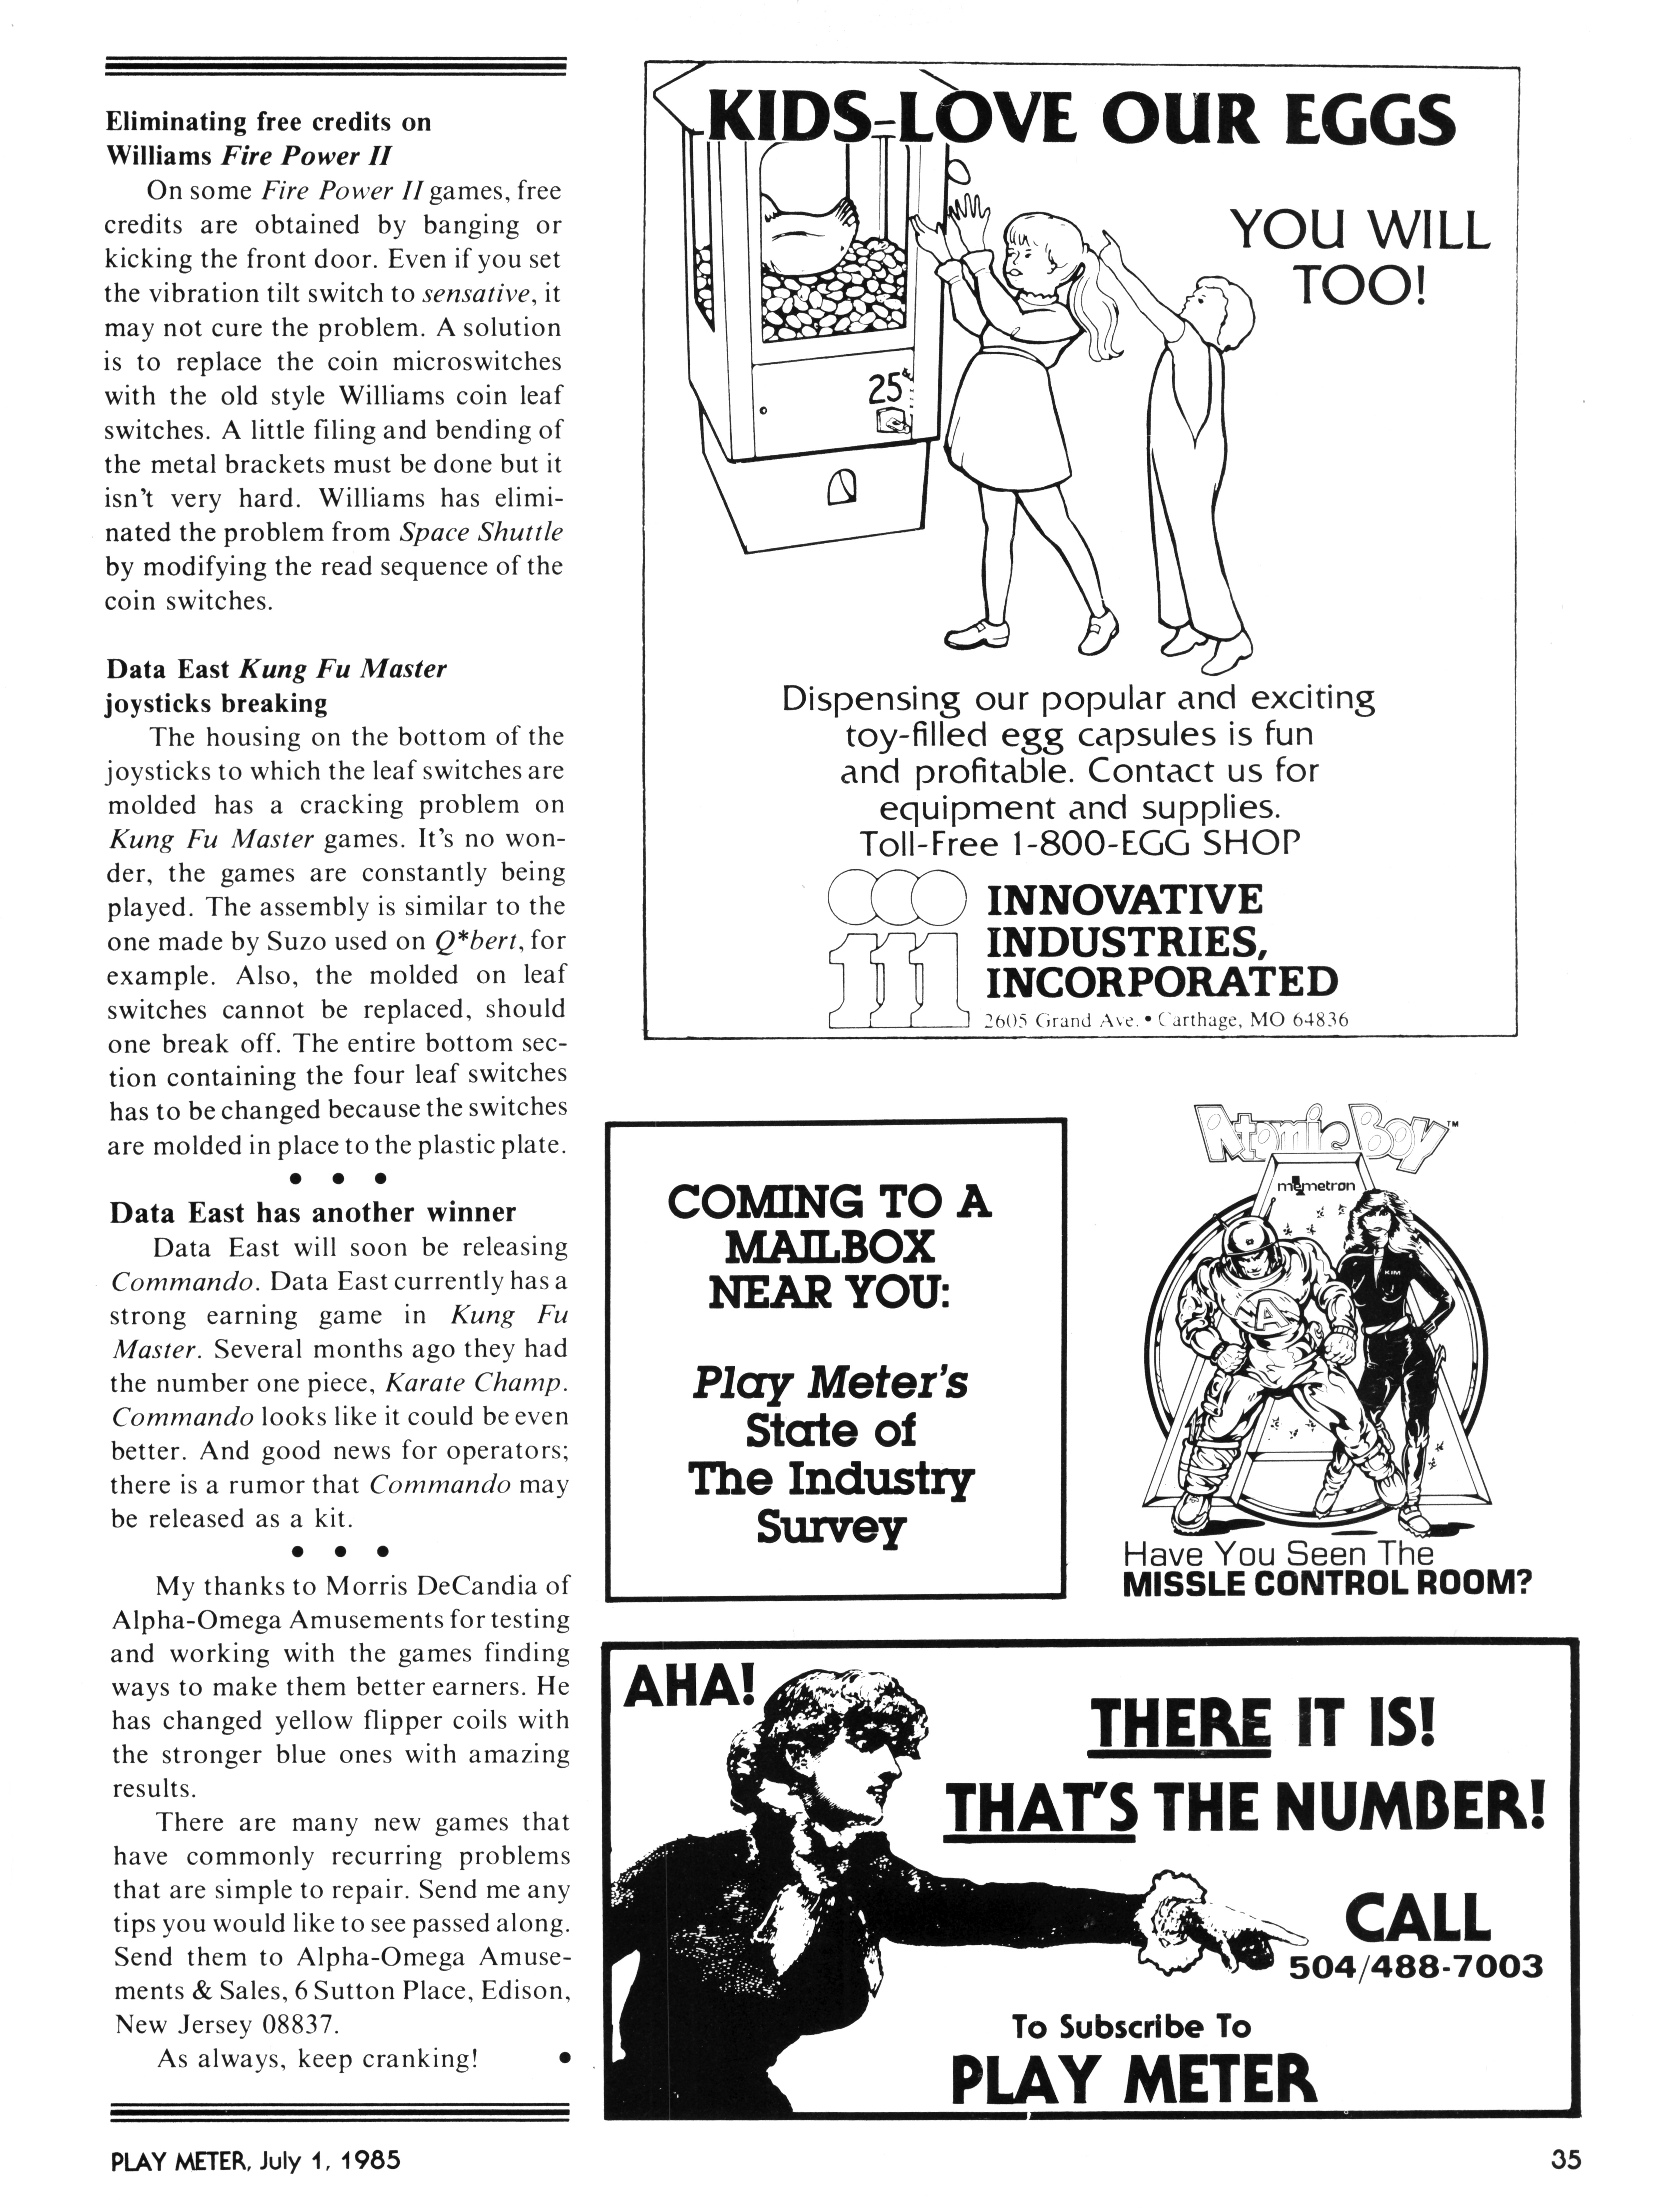 Eliminating free credits on
Williams Fire Power II
On some Fire Power II games, free
credits are obtained by banging or
kicking the front door. Even if you set
the vibration tilt switch to sensative, it
may not cure the problem. A solution
is to replace the coin microswitches
with the old style Williams coin leaf
switches. A little filing and bending of
the metal brackets must be done but it
isn't very hard. Williams has elimi-
nated the problem from Space Shuttle
by modifying the read sequence of the
coin switches.
Data East Kung Fu Master
joysticks breaking
The housing on the bottom of the
joysticks to which the leaf switches are
molded has a cracking problem on
Kung Fu Master games. It's no won-
der, the games are constantly being
played. The assembly is similar to the
one made by Suzo used on Q*bert, for
example. Also, the molded on leaf
switches cannot be replaced, should
one break off. The entire bottom sec-
tion containing the four leaf switches
has to be changed because the switches
are molded in place to the plastic plate.
• • •
Data East has another winner
Data East will soon be releasing
Commando. Data East currently has a
strong earning game in Kung Fu
Master. Several months ago they had
the number one piece, Karate Champ.
Commando looks like it could be even
better. And good news for operators;
there is a rumor that Commando may
be released as a kit.
• • •
My thanks to Morris DeCandia of
Alpha-Omega Amusements for testing
and working with the games finding
ways to make them better earners. He
has changed yellow flipper coils with
the stronger blue ones with amazing
results.
There are many new games that
have commonly recurring problems
that are simple to repair. Send me any
tips you would like to see passed along.
Send them to Alpha-Omega Amuse-
ments & Sales, 6 Sutton Place, Edison,
New Jersey 08837.
As always, keep cranking! •
KIDS LOVE OUR EGGS
YOU WILL
TOO!
25¢
Dispensing our popular and exciting
toy-filled egg capsules is fun
and profitable. Contact us for
equipment and supplies.
Toll-Free 1-800-EGG SHOP
INNOVATIVE
INDUSTRIES,
INCORPORATED
2605 Grand Ave. • Carthage, MO 64836
COMING TO A
MAILBOX
NEAR YOU:
Play Meter's
State of
The Industry
Survey
Atomic Boy™
memetron
KIM
A
Have You Seen The
MISSLE CONTROL ROOM?
AHA!
THERE IT IS!
THAT'S THE NUMBER!
CALL
504/488-7003
To Subscribe To
PLAY METER
PLAY METER, July 1, 1985
35